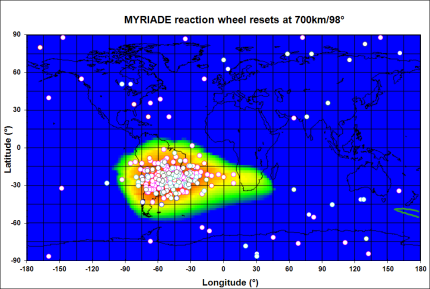 MYRIADE reaction wheel resets at 700km/98°
90
60
30
0
-30
-60
-90
Latitude (°)
-180 -150 -120 -90 -60 -30 0 30 60 90 120 150 180
Longitude (°)